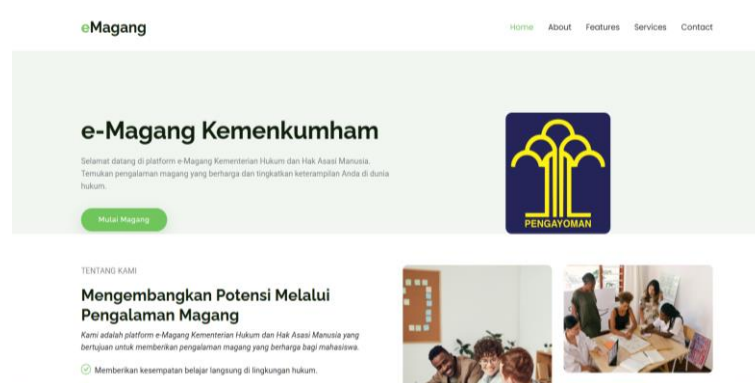 eMagang
Home About Features Services Contact
e-Magang Kemenkumham
Selamat datang di platform e-Magang Kementerian Hukum dan Hak Asasi Manusia.
Temukan pengalaman magang yang berharga dan tingkatkan keterampilan Anda di dunia
hukum.
Mulai Magang
PENGAYOMAN
TENTANG KAMI
Mengembangkan Potensi Melalui
Pengalaman Magang
Kami adalah platform e-Magang Kementerian Hukum dan Hak Asasi Manusia yang
bertujuan untuk memberikan pengalaman magang yang berharga bagi mahasiswa.
Memberikan kesempatan belajar langsung di lingkungan hukum.